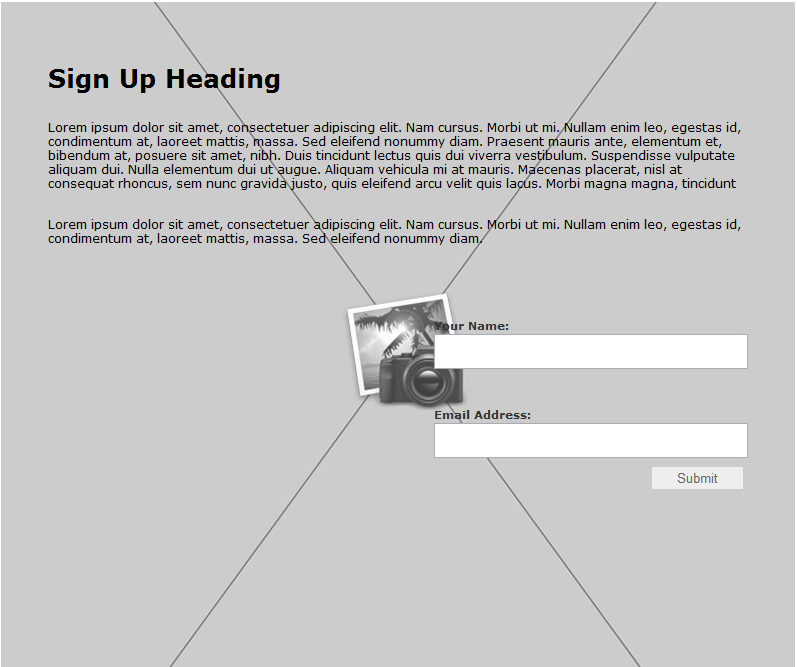 Sign Up Heading
Lorem ipsum dolor sit amet, consectetuer adipiscing elit. Nam cursus. Morbi ut mi. Nullam enim leo, egestas id,
condimentum at, laoreet mattis, massa. Sed eleifend nonummy diam. Praesent mauris ante, elementum et,
bibendum at, posuere sit amet, nibh. Duis tincidunt lectus quis dui viverra vestibulum. Suspendisse vulputate
aliquam dui. Nulla elementum dui ut augue. Aliquam vehicula mi at mauris. Maecenas placerat, nisl at
consequat rhoncus, sem nunc gravida justo, quis eleifend arcu velit quis lacus. Morbi magna magna, tincidunt
Lorem ipsum dolor sit amet, consectetuer adipiscing elit. Nam cursus. Morbi ut mi. Nullam enim leo, egestas id,
condimentum at, laoreet mattis, massa. Sed eleifend nonummy diam.
Your Name:
Email Address:
Submit